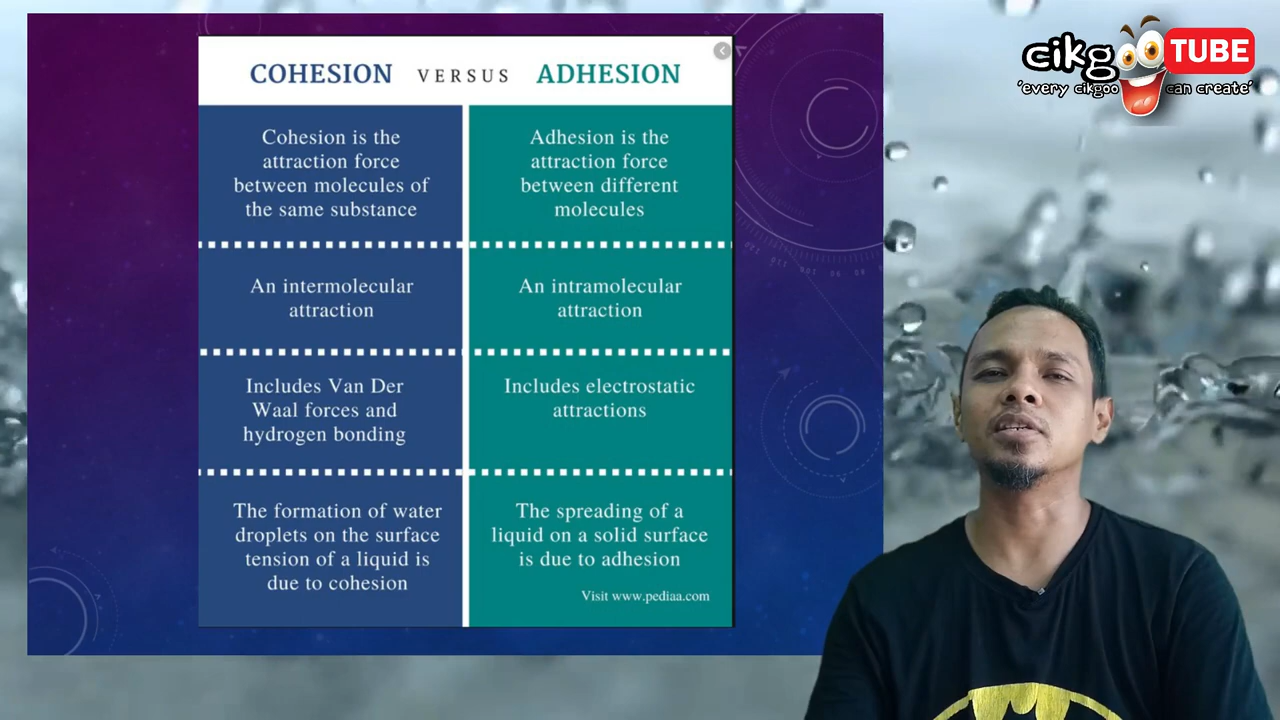 COHESION VERSUS ADHESION
Cohesion is the
attraction force
between molecules of
the same substance
Adhesion is the
attraction force
between different
molecules
An intermolecular
attraction
An intramolecular
attraction
Includes Van Der
Waal forces and
hydrogen bonding
Includes electrostatic
attractions
The formation of water
droplets on the surface
tension of a liquid is
due to cohesion
The spreading of a
liquid on a solid surface
is due to adhesion
Visit www.pediaa.com
cikgoo TUBE
'every cikgoo can create'